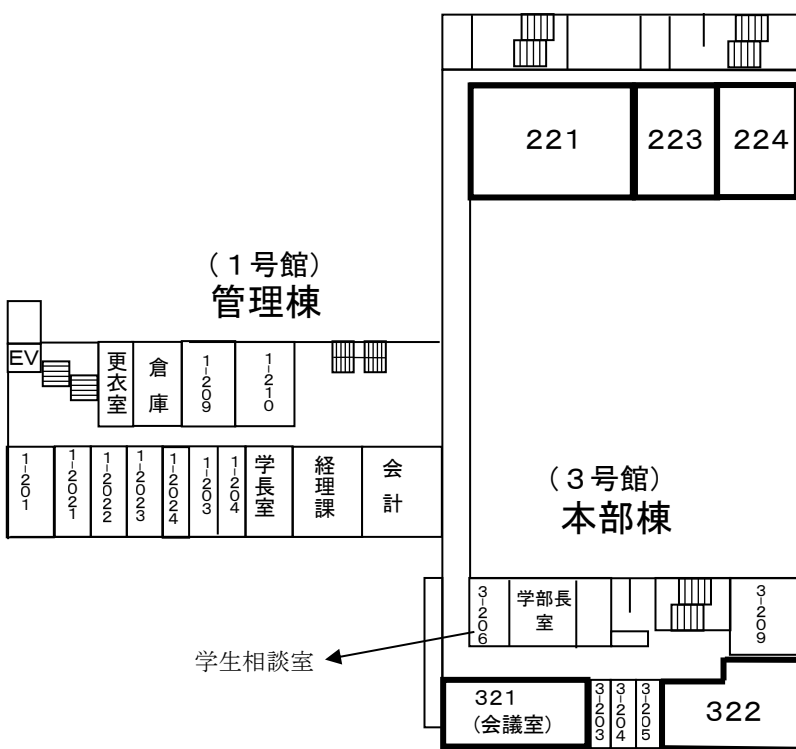 221
223
224
（１号館）
管理棟
EV
更衣室
倉庫
1-209
1-210
1-201
1-2021
1-2022
1-2023
1-2024
1-203
1-204
学長室
経理課
会計
（３号館）
本部棟
3-206
学部長
室
3-209
学生相談室
321
(会議室)
3-203
3-204
3-205
322